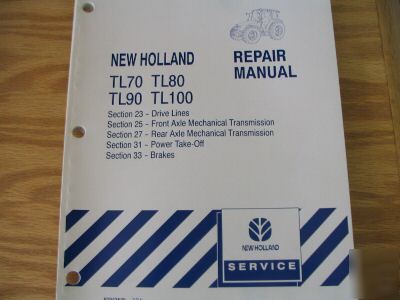 NEW HOLLAND
REPAIR
MANUAL
TL70 TL80
TL90 TL100
Section 23 - Drive Lines
Section 25 - Front Axle Mechanical Transmission
Section 27 - Rear Axle Mechanical Transmission
Section 31 - Power Take-Off
Section 33 - Brakes
NEW HOLLAND
SERVICE